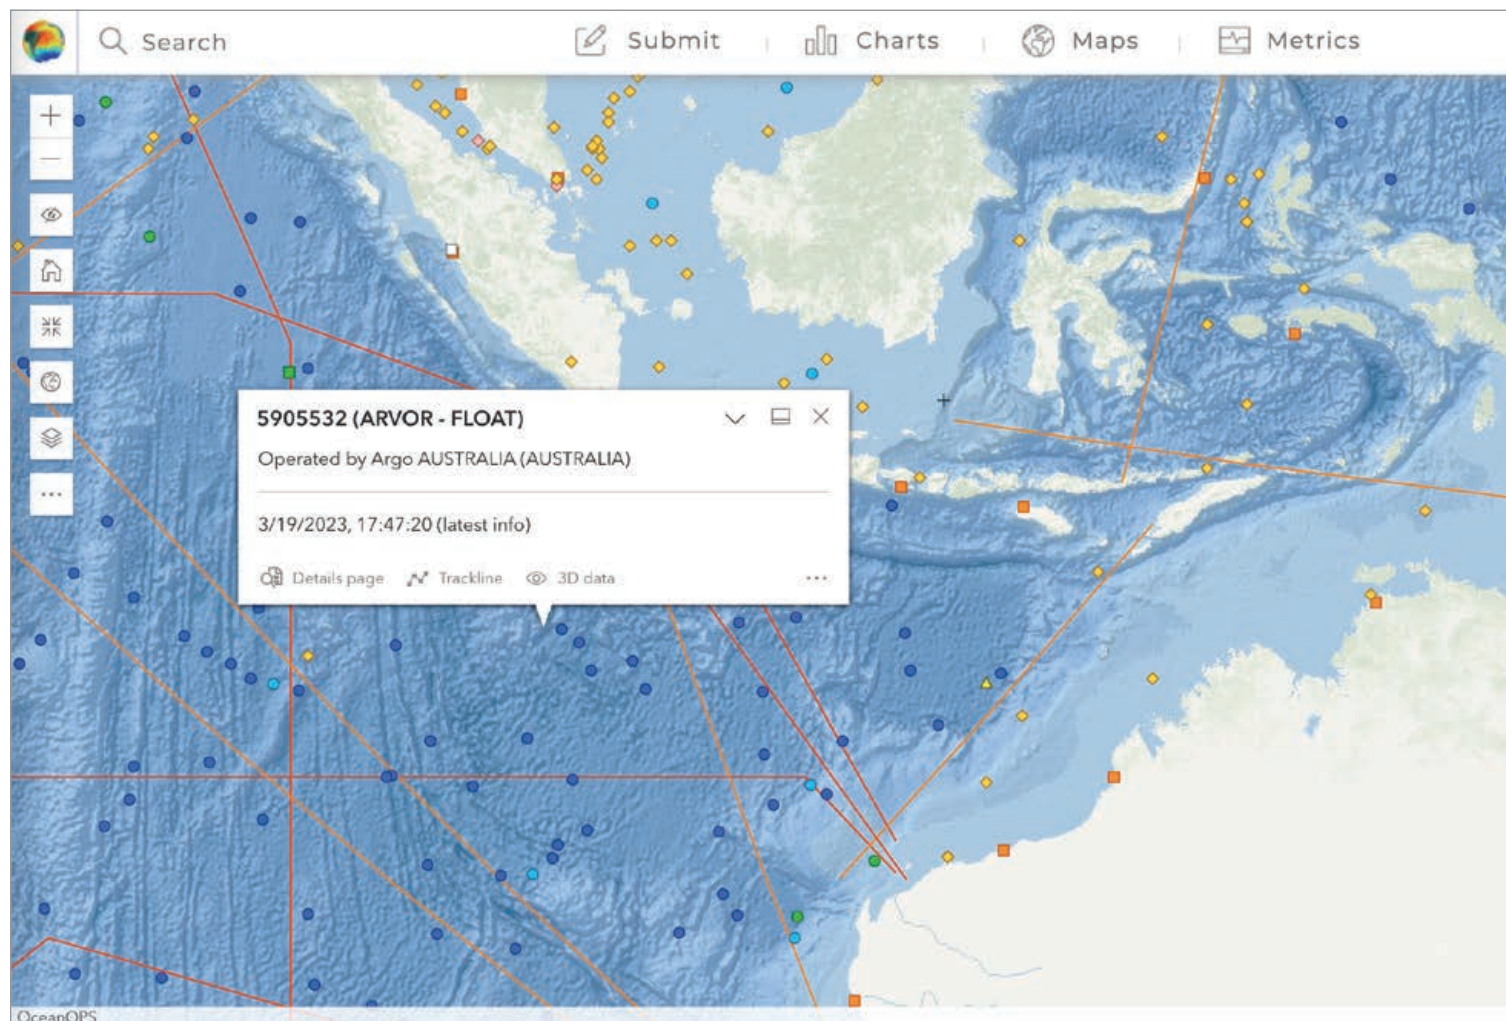 Search
Submit
Charts
Maps
Metrics
5905532 (ARVOR - FLOAT)
Operated by Argo AUSTRALIA (AUSTRALIA)
3/19/2023, 17:47:20 (latest info)
Details page Trackline 3D data
OceanOPS